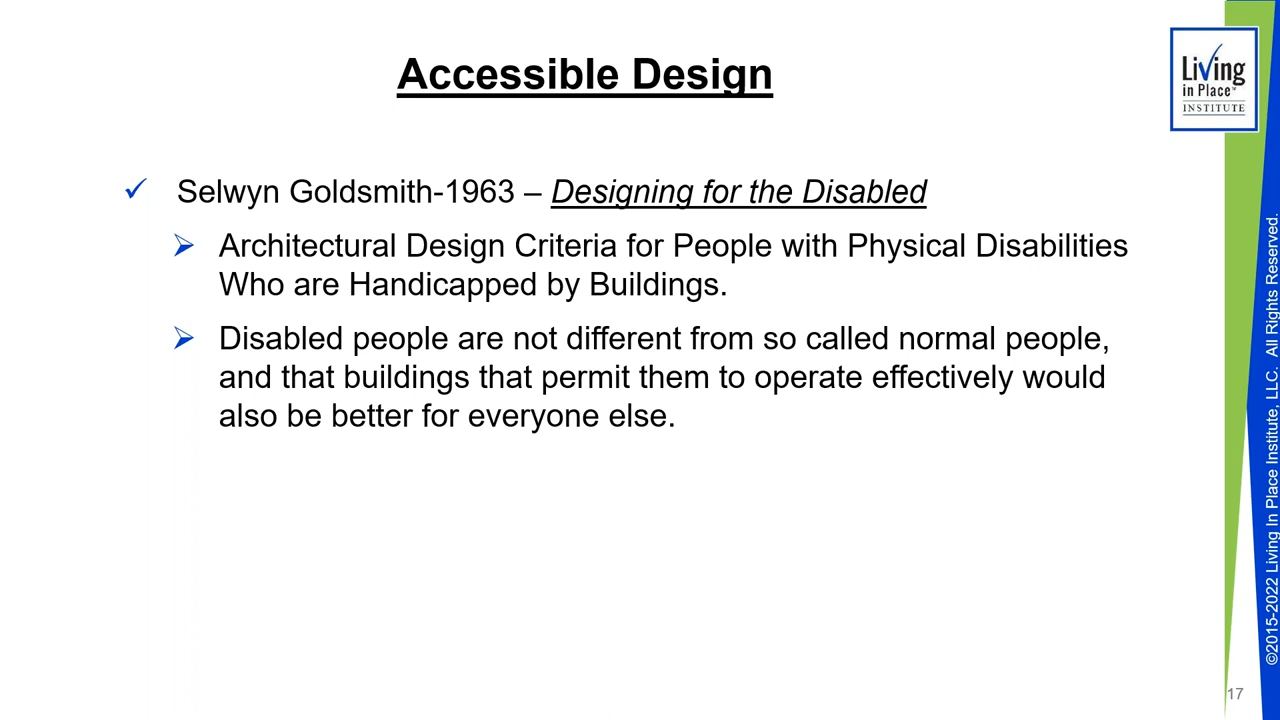 Accessible Design
Living
in Place™
INSTITUTE
✓ Selwyn Goldsmith-1963 – Designing for the Disabled
➢ Architectural Design Criteria for People with Physical Disabilities
Who are Handicapped by Buildings.
➢ Disabled people are not different from so called normal people,
and that buildings that permit them to operate effectively would
also be better for everyone else.
©2015-2022 Living In Place Institute, LLC. All Rights Reserved.
17